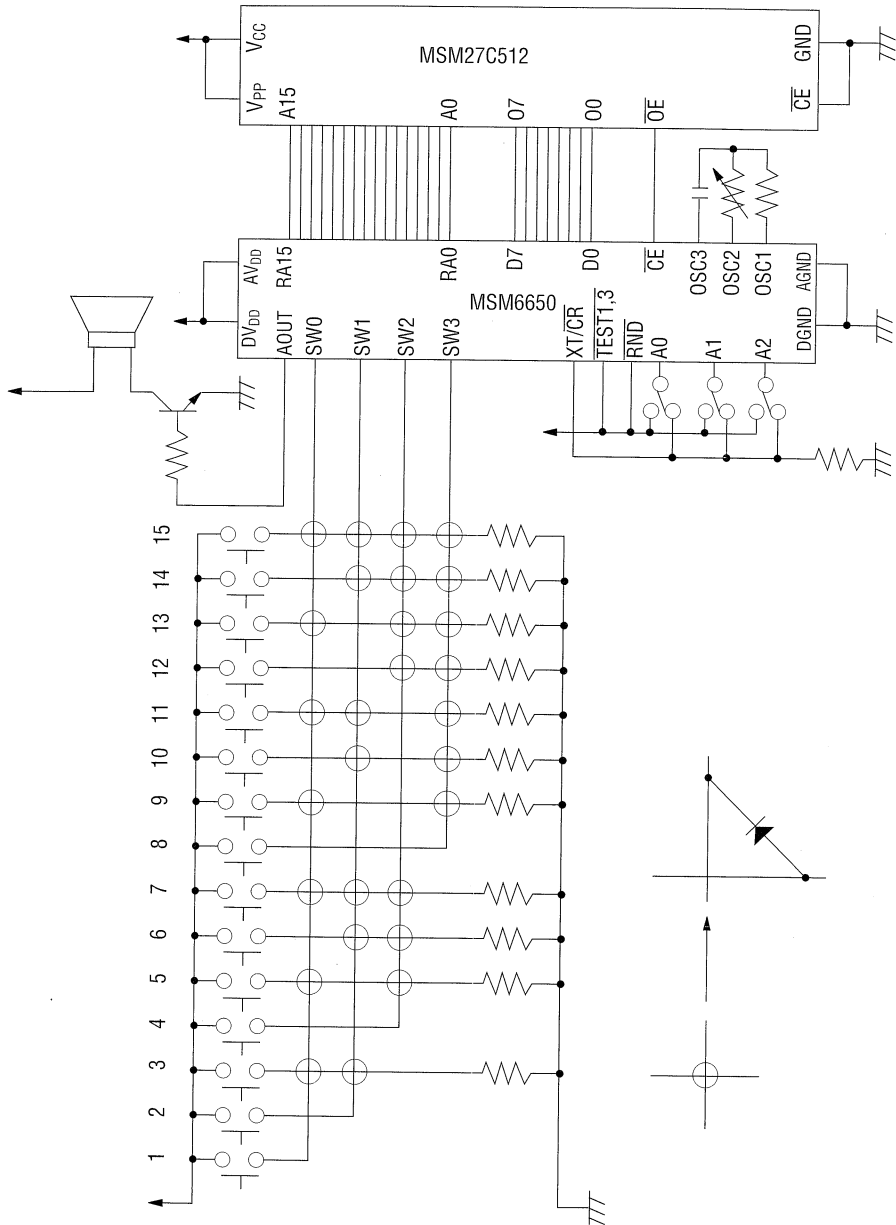 MSM27C512
VCC
VPP
A15
A0
O7
O0
OE
CE
GND
MSM6650
DVDD
AVDD
AOUT
RA15
SW0
SW1
SW2
SW3
RA0
D7
D0
CE
XT/CR
TEST1,3
RND
A0
A1
A2
OSC3
OSC2
OSC1
DGND
AGND
1 2 3 4 5 6 7 8 9 10 11 12 13 14 15